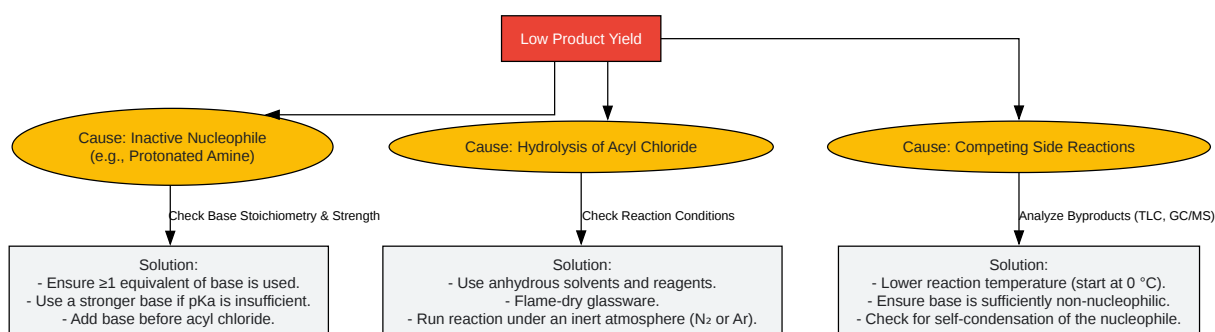 Low Product Yield
Cause: Inactive Nucleophile
(e.g., Protonated Amine)
Cause: Hydrolysis of Acyl Chloride
Cause: Competing Side Reactions
Check Base Stoichiometry & Strength
Check Reaction Conditions
Analyze Byproducts (TLC, GC/MS)
Solution:
- Ensure ≥1 equivalent of base is used.
- Use a stronger base if pKa is insufficient.
- Add base before acyl chloride.
Solution:
- Use anhydrous solvents and reagents.
- Flame-dry glassware.
- Run reaction under an inert atmosphere (N₂ or Ar).
Solution:
- Lower reaction temperature (start at 0 °C).
- Ensure base is sufficiently non-nucleophilic.
- Check for self-condensation of the nucleophile.